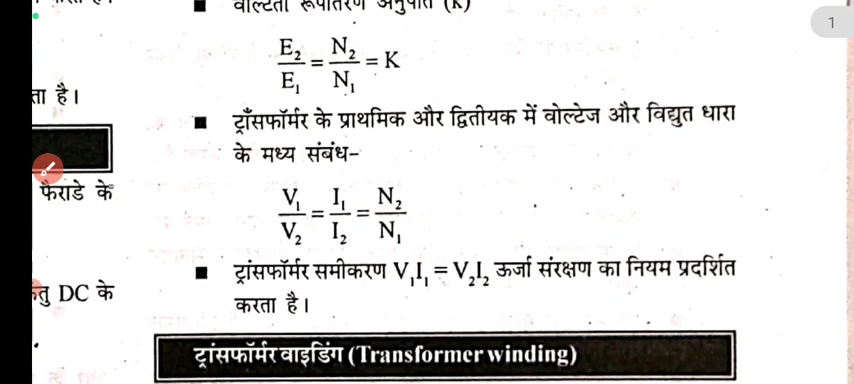 1
■ वोल्टता रूपांतरण अनुपात (K)
E₂/E₁ = N₂/N₁ = K
ता है।
■ ट्राँसफॉर्मर के प्राथमिक और द्वितीयक में वोल्टेज और विद्युत धारा
के मध्य संबंध–
फैराडे के
V₁/V₂ = I₁/I₂ = N₂/N₁
■ ट्रांसफॉर्मर समीकरण V₁I₁ = V₂I₂ ऊर्जा संरक्षण का नियम प्रदर्शित
तु DC के
करता है।
ट्रांसफॉर्मर वाइडिंग (Transformer winding)